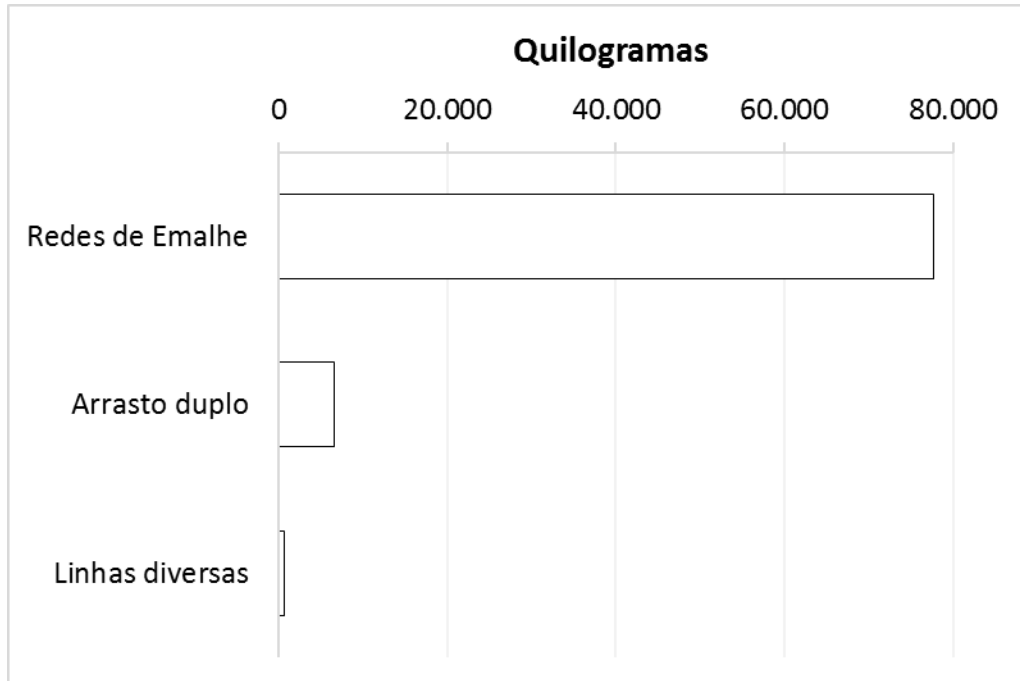 Quilogramas
0 20.000 40.000 60.000 80.000
Redes de Emalhe
Arrasto duplo
Linhas diversas